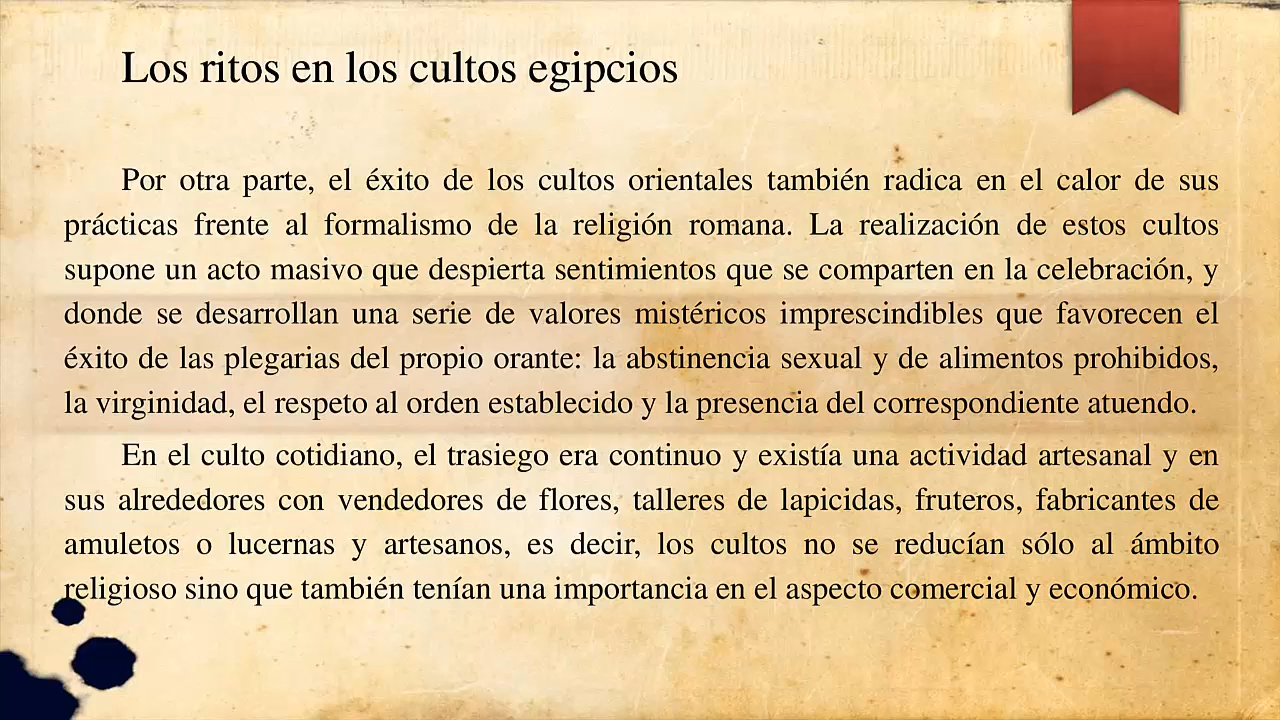 Los ritos en los cultos egipcios
Por otra parte, el éxito de los cultos orientales también radica en el calor de sus
prácticas frente al formalismo de la religión romana. La realización de estos cultos
supone un acto masivo que despierta sentimientos que se comparten en la celebración, y
donde se desarrollan una serie de valores mistéricos imprescindibles que favorecen el
éxito de las plegarias del propio orante: la abstinencia sexual y de alimentos prohibidos,
la virginidad, el respeto al orden establecido y la presencia del correspondiente atuendo.
En el culto cotidiano, el trasiego era continuo y existía una actividad artesanal y en
sus alrededores con vendedores de flores, talleres de lapicidas, fruteros, fabricantes de
amuletos o lucernas y artesanos, es decir, los cultos no se reducían sólo al ámbito
religioso sino que también tenían una importancia en el aspecto comercial y económico.